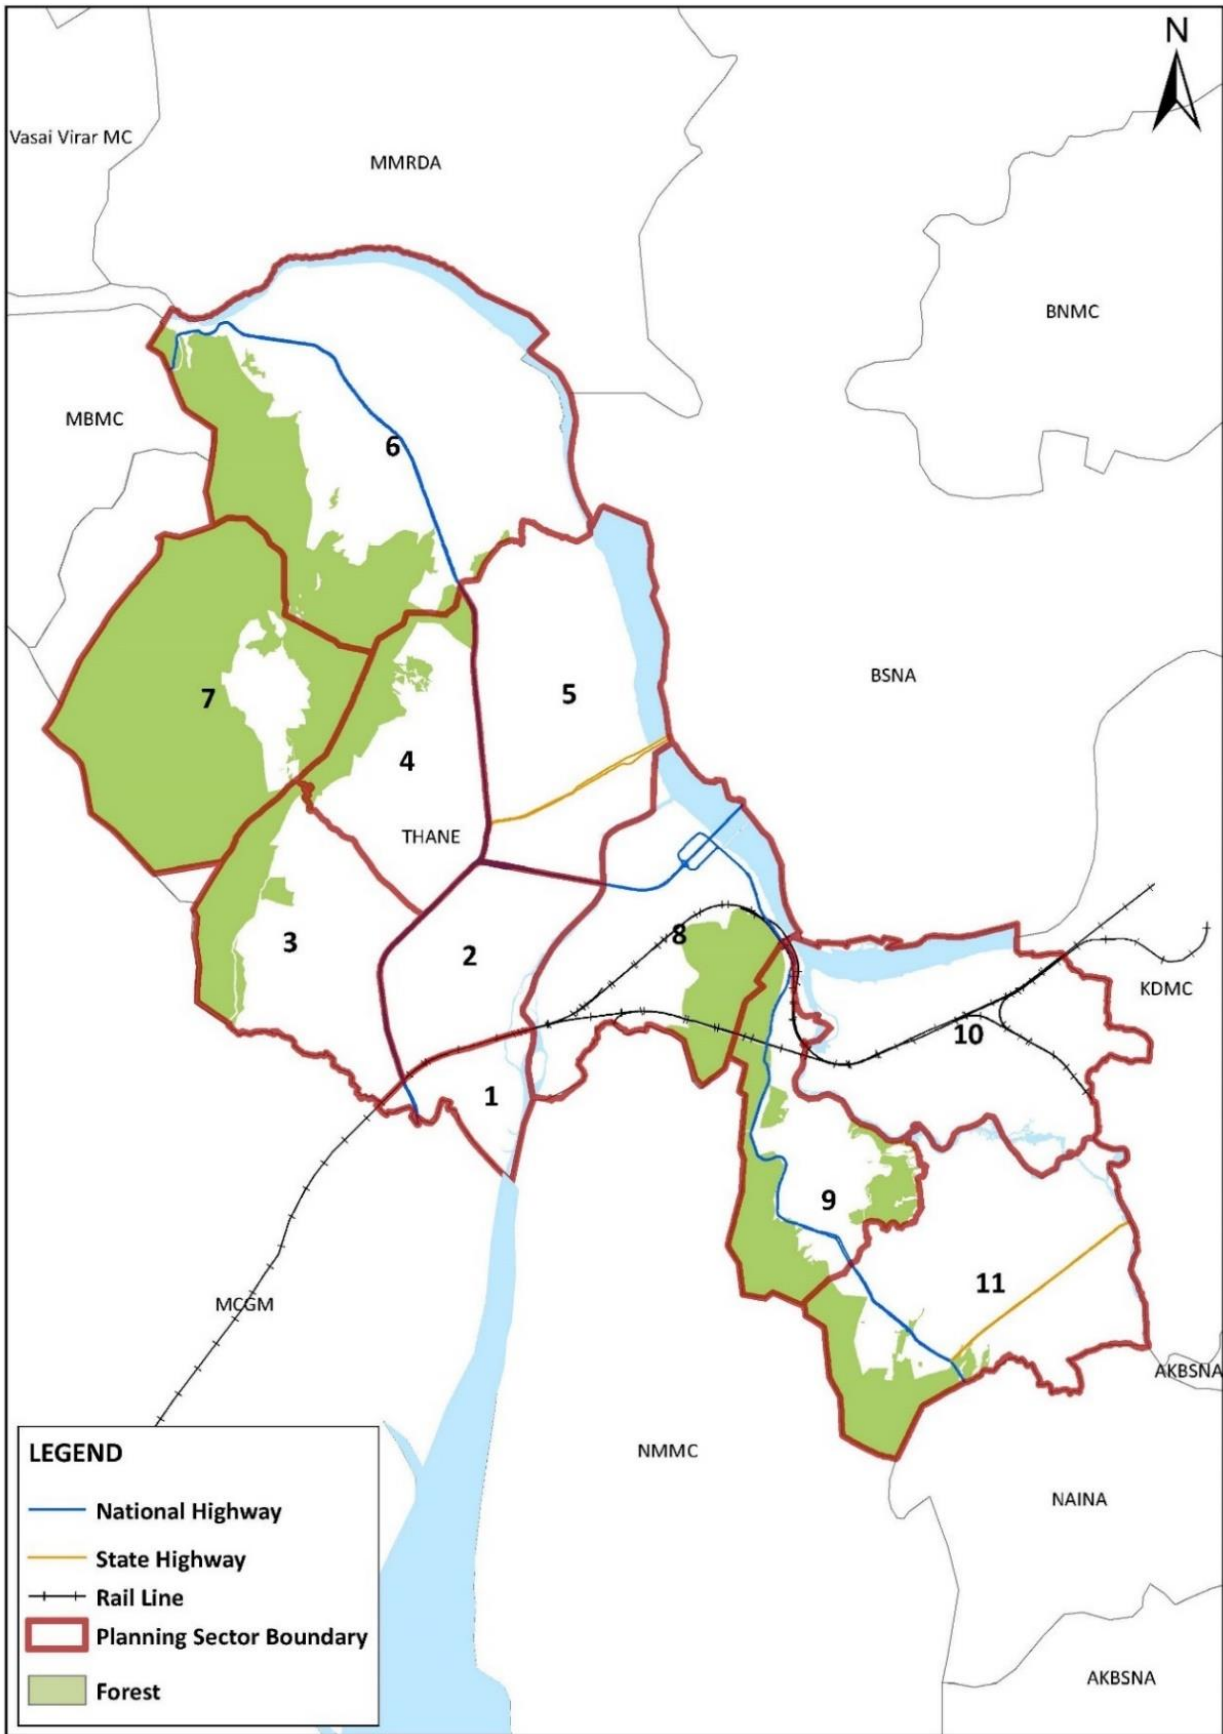 N
Vasai Virar MC
MMRDA
BNMC
MBMC
6
BSNA
7
5
4
THANE
3
2
8
KDMC
10
1
9
11
MCGM
AKBSNA
NMMC
NAINA
AKBSNA
LEGEND
National Highway
State Highway
Rail Line
Planning Sector Boundary
Forest